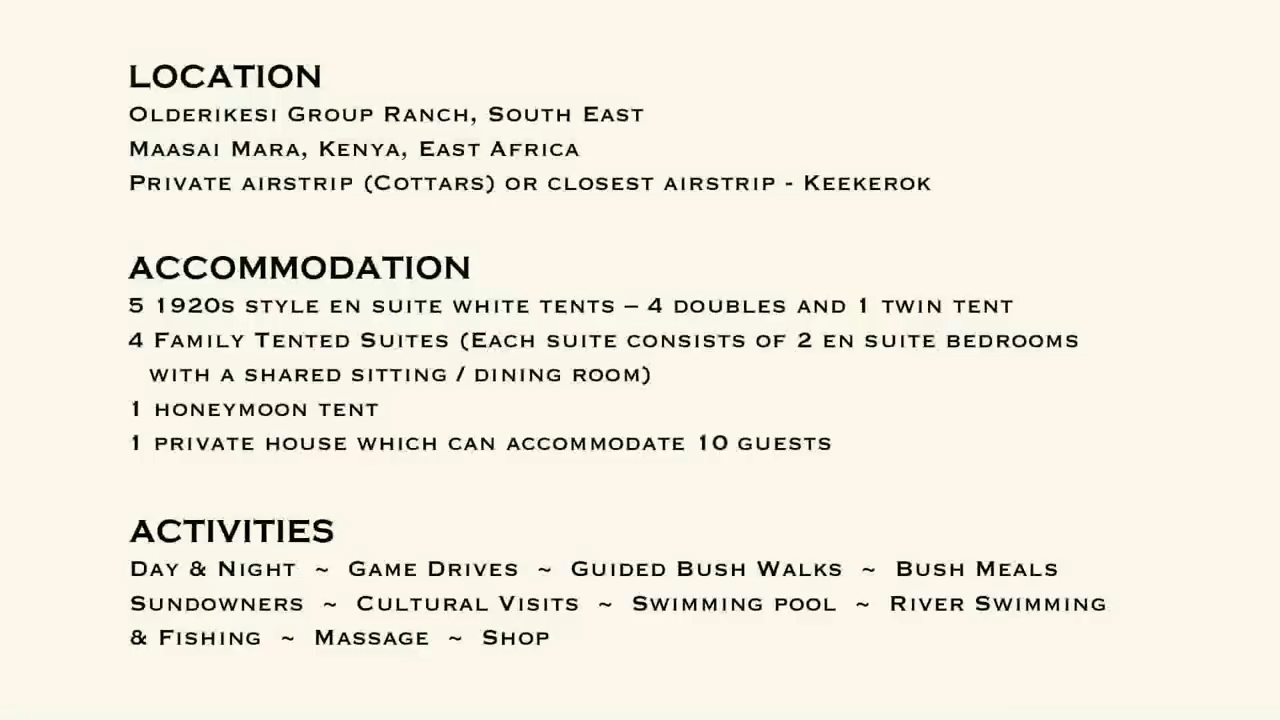 LOCATION
OLDERIKESI GROUP RANCH, SOUTH EAST
MAASAI MARA, KENYA, EAST AFRICA
PRIVATE AIRSTRIP (COTTARS) OR CLOSEST AIRSTRIP - KEEKEROK
ACCOMMODATION
5 1920S STYLE EN SUITE WHITE TENTS – 4 DOUBLES AND 1 TWIN TENT
4 FAMILY TENTED SUITES (EACH SUITE CONSISTS OF 2 EN SUITE BEDROOMS
WITH A SHARED SITTING / DINING ROOM)
1 HONEYMOON TENT
1 PRIVATE HOUSE WHICH CAN ACCOMMODATE 10 GUESTS
ACTIVITIES
DAY & NIGHT ~ GAME DRIVES ~ GUIDED BUSH WALKS ~ BUSH MEALS
SUNDOWNERS ~ CULTURAL VISITS ~ SWIMMING POOL ~ RIVER SWIMMING
& FISHING ~ MASSAGE ~ SHOP